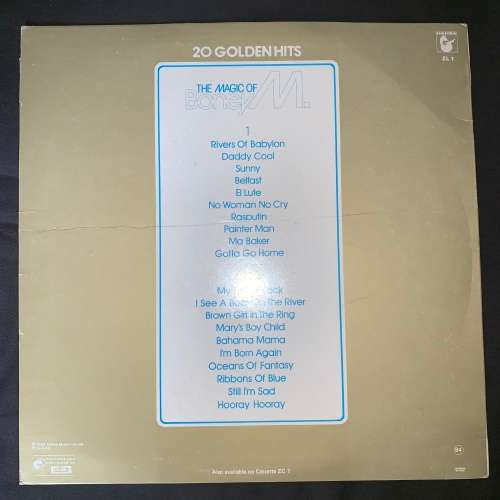 20 GOLDEN HITS
ZL 1
THE MAGIC OF
Boney M.
1
Rivers Of Babylon
Daddy Cool
Sunny
Belfast
El Lute
No Woman No Cry
Rasputin
Painter Man
Ma Baker
Gotta Go Home
My
I See A Boat On The River
Brown Girl In The Ring
Mary's Boy Child
Bahama Mama
I'm Born Again
Oceans Of Fantasy
Ribbons Of Blue
Still I'm Sad
Hooray Hooray
Also available on Cassette ZC 1